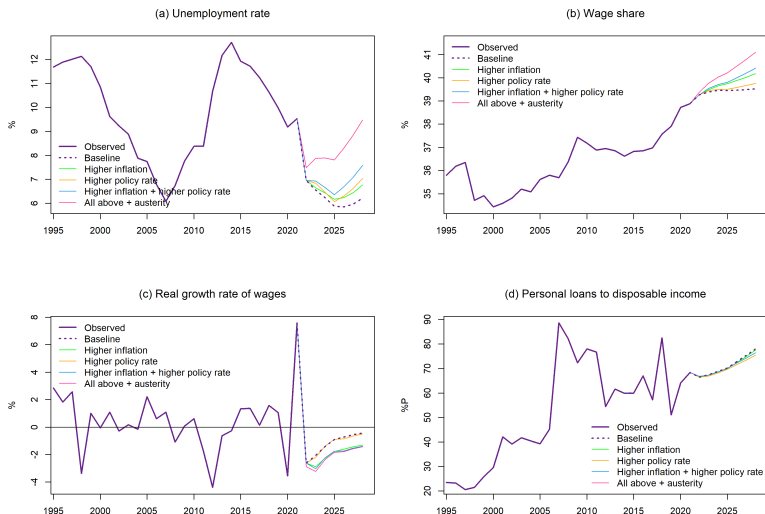 (a) Unemployment rate
%
12
11
10
9
8
7
6
Observed
Baseline
Higher inflation
Higher policy rate
Higher inflation + higher policy rate
All above + austerity
1995 2000 2005 2010 2015 2020 2025
(b) Wage share
%
41
40
39
38
37
36
35
Observed
Baseline
Higher inflation
Higher policy rate
Higher inflation + higher policy rate
All above + austerity
1995 2000 2005 2010 2015 2020 2025
(c) Real growth rate of wages
%
8
6
4
2
0
-2
-4
Observed
Baseline
Higher inflation
Higher policy rate
Higher inflation + higher policy rate
All above + austerity
1995 2000 2005 2010 2015 2020 2025
(d) Personal loans to disposable income
%P
90
80
70
60
50
40
30
20
Observed
Baseline
Higher inflation
Higher policy rate
Higher inflation + higher policy rate
All above + austerity
1995 2000 2005 2010 2015 2020 2025